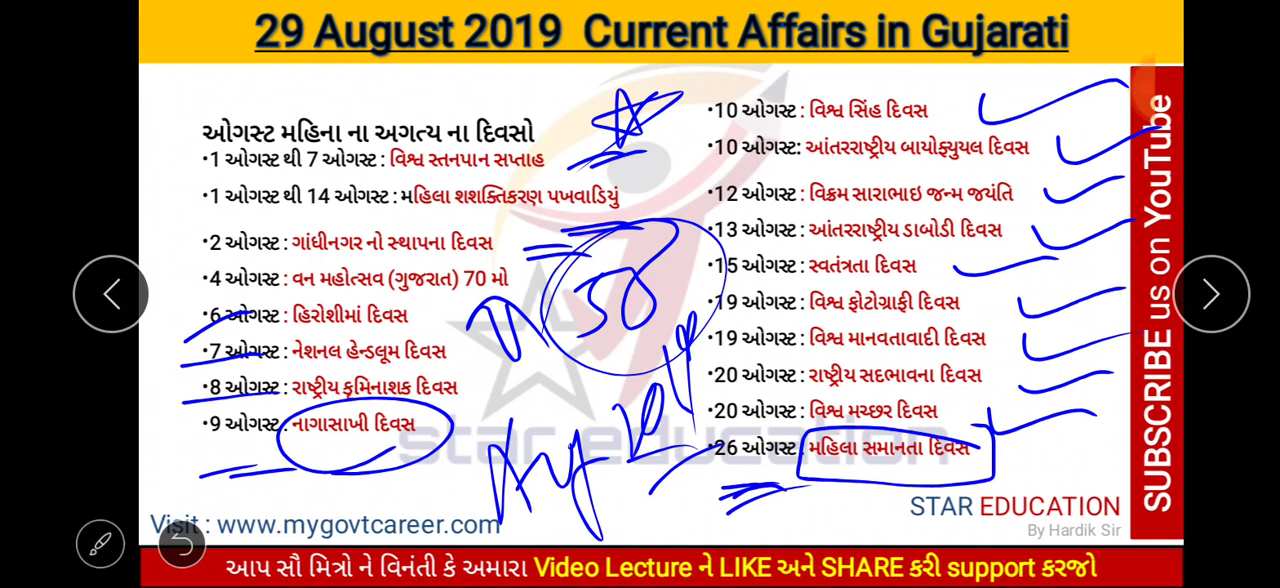 29 August 2019 Current Affairs in Gujarati
ઓગસ્ટ મહિના ના અગત્ય ના દિવસો
•1 ઓગસ્ટ થી 7 ઓગસ્ટ : વિશ્વ સ્તનપાન સપ્તાહ
•1 ઓગસ્ટ થી 14 ઓગસ્ટ : મહિલા શશક્તિકરણ પખવાડિયું
•2 ઓગસ્ટ : ગાંધીનગર નો સ્થાપના દિવસ
•4 ઓગસ્ટ : વન મહોત્સવ (ગુજરાત) 70 મો
•6 ઓગસ્ટ : હિરોશીમાં દિવસ
•7 ઓગસ્ટ : નેશનલ હેન્ડલૂમ દિવસ
•8 ઓગસ્ટ : રાષ્ટ્રીય કૃમિનાશક દિવસ
•9 ઓગસ્ટ : નાગાસાખી દિવસ
•10 ઓગસ્ટ : વિશ્વ સિંહ દિવસ
•10 ઓગસ્ટ: આંતરરાષ્ટ્રીય બાયોફ્યુયલ દિવસ
•12 ઓગસ્ટ : વિક્રમ સારાભાઇ જન્મ જયંતિ
•13 ઓગસ્ટ : આંતરરાષ્ટ્રીય ડાબોડી દિવસ
•15 ઓગસ્ટ : સ્વતંત્રતા દિવસ
•19 ઓગસ્ટ : વિશ્વ ફોટોગ્રાફી દિવસ
•19 ઓગસ્ટ : વિશ્વ માનવતાવાદી દિવસ
•20 ઓગસ્ટ : રાષ્ટ્રીય સદભાવના દિવસ
•20 ઓગસ્ટ : વિશ્વ મચ્છર દિવસ
•26 ઓગસ્ટ : મહિલા સમાનતા દિવસ
star education
STAR EDUCATION
By Hardik Sir
Visit : www.mygovtcareer.com
SUBSCRIBE us on YouTube
આપ સૌ મિત્રો ને વિનંતી કે અમારા Video Lecture ને LIKE અને SHARE કરી support કરજો